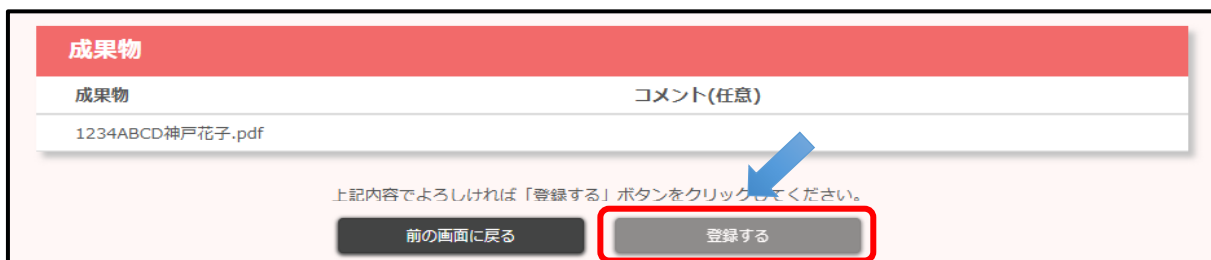 成果物
成果物 コメント(任意)
1234ABCD神戸花子.pdf
上記内容でよろしければ「登録する」ボタンをクリックしてください。
前の画面に戻る 登録する